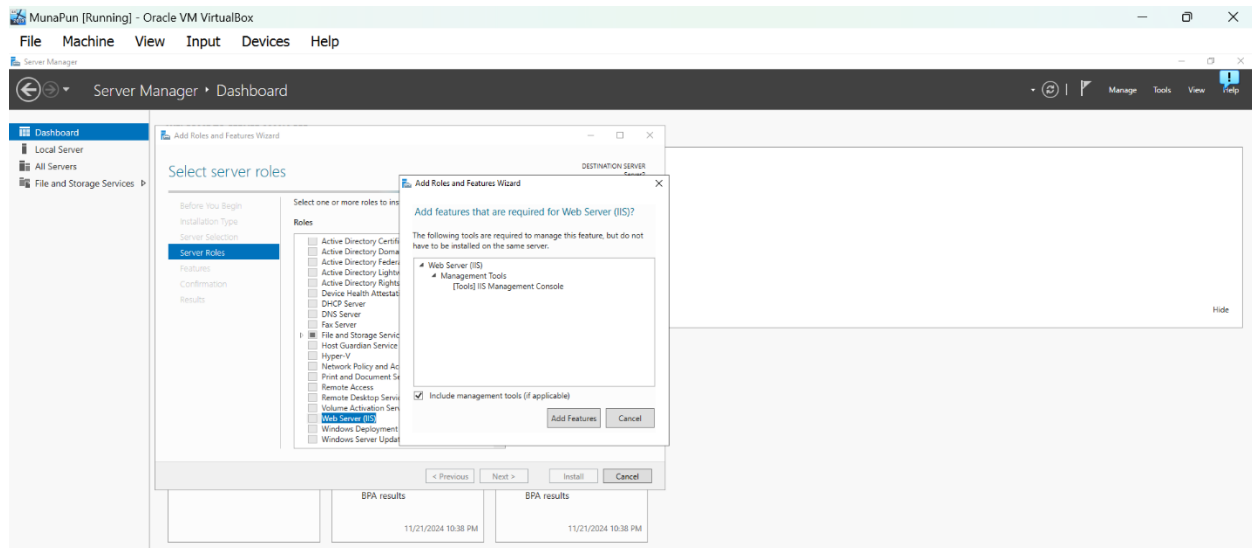 MunaPun [Running] - Oracle VM VirtualBox
File Machine View Input Devices Help
Server Manager
Server Manager • Dashboard
Manage Tools View Help
Dashboard
Local Server
All Servers
File and Storage Services
Add Roles and Features Wizard
Select server roles
DESTINATION SERVER
Before You Begin
Installation Type
Server Selection
Server Roles
Features
Confirmation
Results
Select one or more roles to ins
Roles
Active Directory Certifi
Active Directory Doma
Active Directory Feder
Active Directory Lightw
Active Directory Rights
Device Health Attestat
DHCP Server
DNS Server
Fax Server
File and Storage Servic
Host Guardian Service
Hyper-V
Network Policy and Ac
Print and Document Se
Remote Access
Remote Desktop Servi
Volume Activation Serv
Web Server (IIS)
Windows Deployment
Windows Server Updat
< Previous Next > Install Cancel
Add Roles and Features Wizard
Add features that are required for Web Server (IIS)?
The following tools are required to manage this feature, but do not
have to be installed on the same server.
Web Server (IIS)
Management Tools
[Tools] IIS Management Console
Include management tools (if applicable)
Add Features Cancel
Hide
BPA results BPA results
11/21/2024 10:38 PM 11/21/2024 10:38 PM